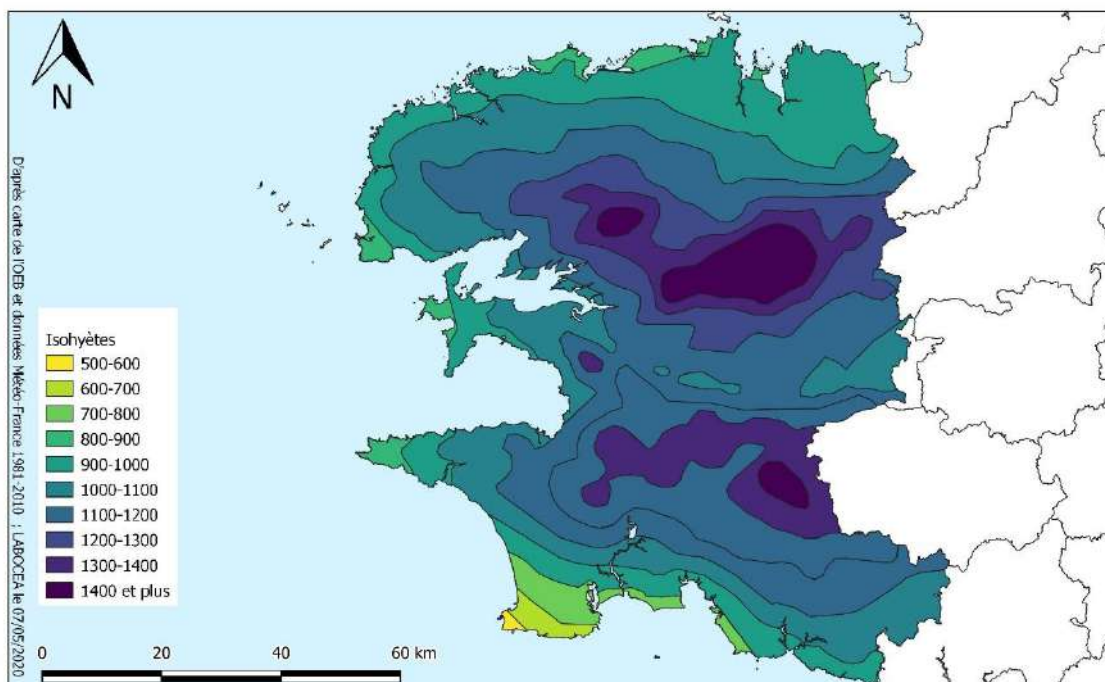 N
D'après carte de l'OEB et données Météo-France 1981-2010 ; LABOCEA le 07/05/2020
Isohyètes
500-600
600-700
700-800
800-900
900-1000
1000-1100
1100-1200
1200-1300
1300-1400
1400 et plus
0 20 40 60 km